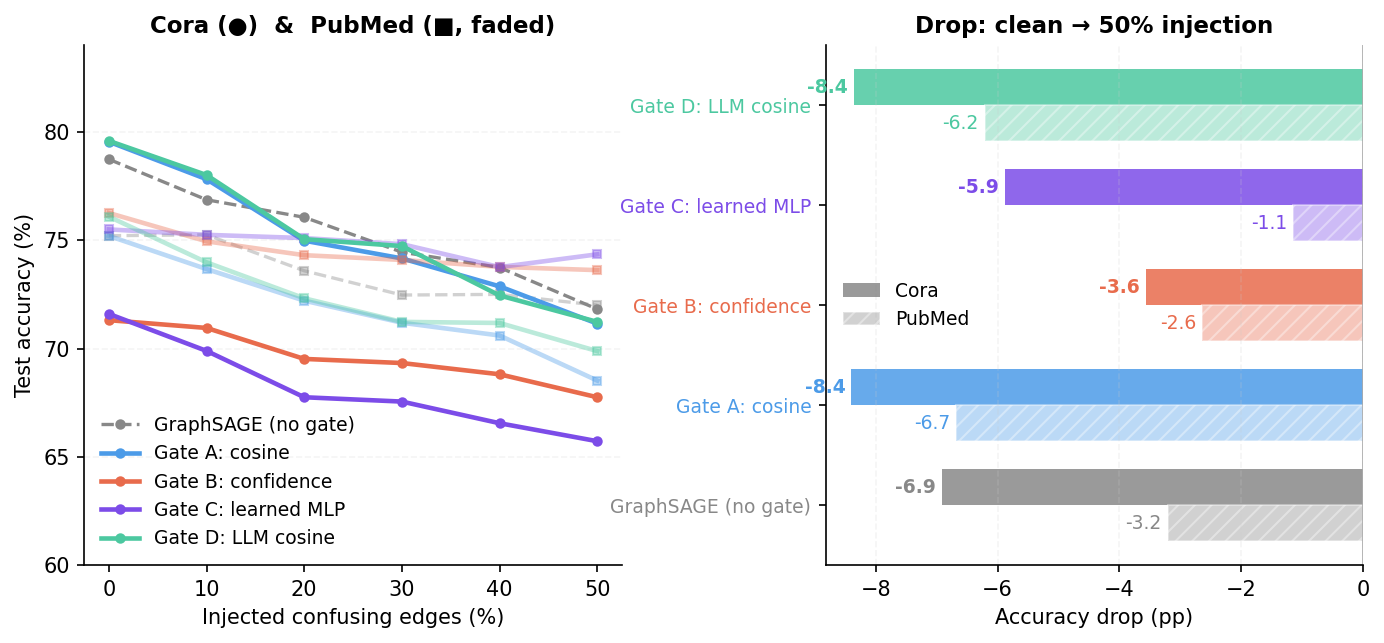 Cora (●)  &  PubMed (■, faded)
Test accuracy (%)
80
75
70
65
60
GraphSAGE (no gate)
Gate A: cosine
Gate B: confidence
Gate C: learned MLP
Gate D: LLM cosine
0 10 20 30 40 50
Injected confusing edges (%)
Drop: clean → 50% injection
Gate D: LLM cosine
-8.4
-6.2
Gate C: learned MLP
-5.9
-1.1
Gate B: confidence
-3.6
-2.6
Cora
PubMed
Gate A: cosine
-8.4
-6.7
GraphSAGE (no gate)
-6.9
-3.2
−8 −6 −4 −2 0
Accuracy drop (pp)